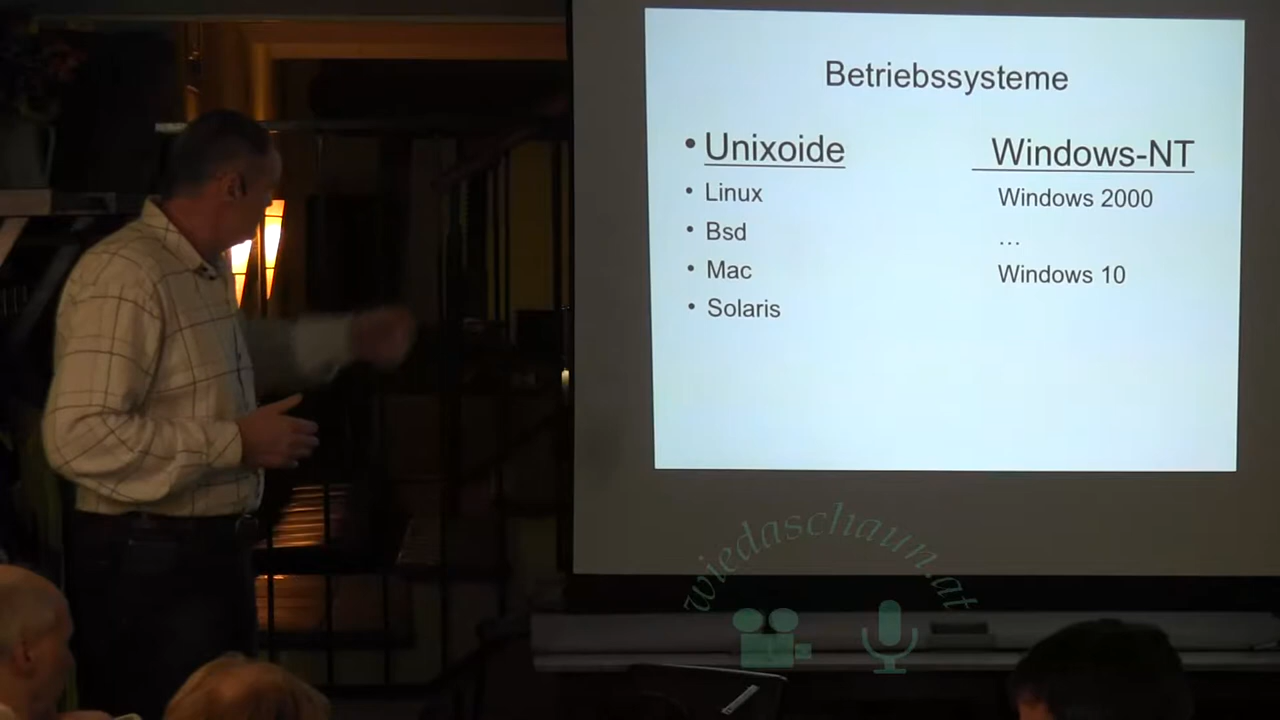 Betriebssysteme
• Unixoide
• Linux
• Bsd
• Mac
• Solaris
Windows-NT
Windows 2000
...
Windows 10
wiedaschaun.at